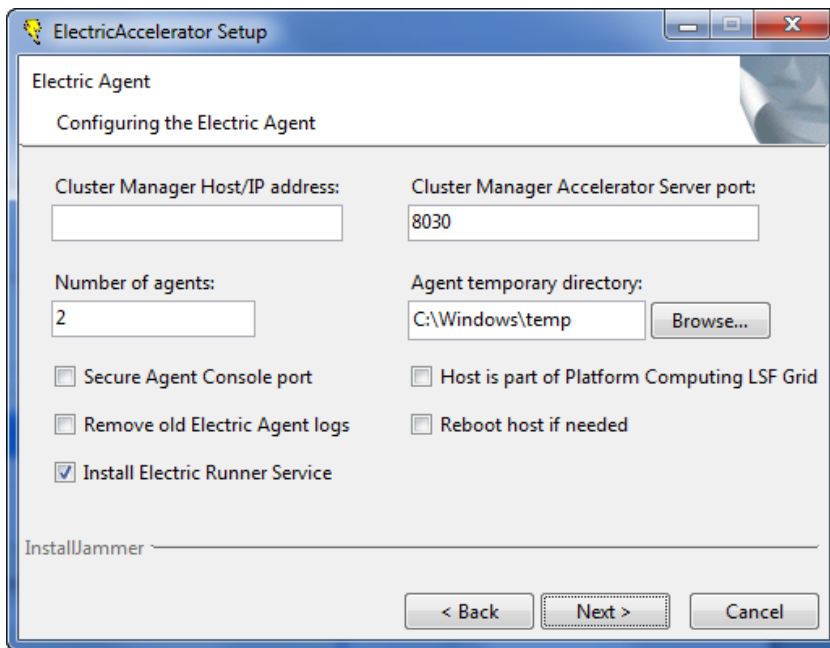 ElectricAccelerator Setup
Electric Agent
Configuring the Electric Agent
Cluster Manager Host/IP address:
Cluster Manager Accelerator Server port:
8030
Number of agents:
Agent temporary directory:
2
C:\Windows\temp
Browse...
Secure Agent Console port
Host is part of Platform Computing LSF Grid
Remove old Electric Agent logs
Reboot host if needed
Install Electric Runner Service
InstallJammer
< Back
Next >
Cancel